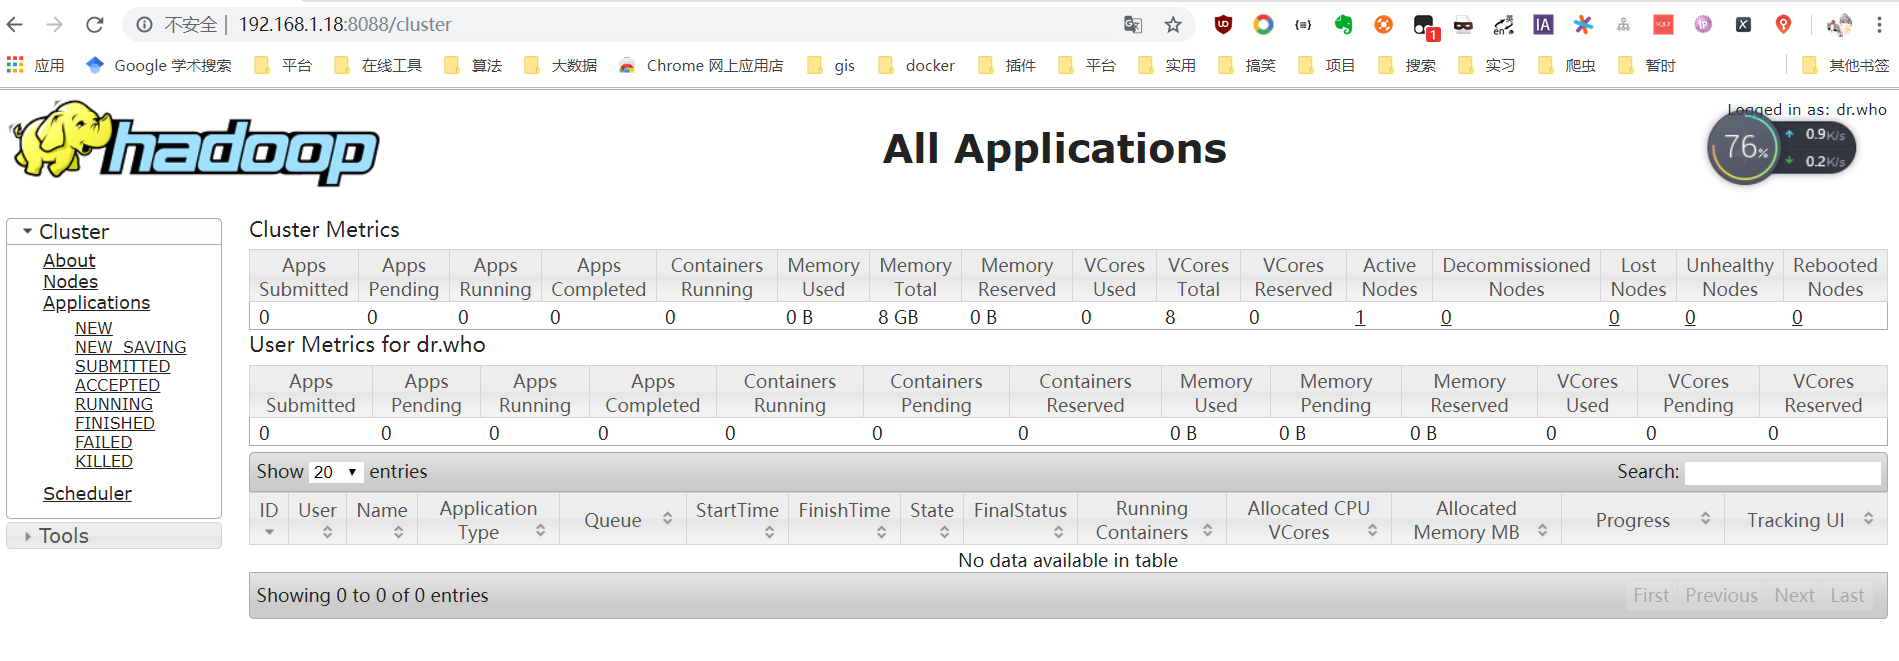 不安全 | 192.168.1.18:8088/cluster
1
应用 Google 学术搜索 平台 在线工具 算法 大数据 Chrome 网上应用店 gis docker 插件 平台 实用 搞笑 项目 搜索 实习 爬虫 暂时 其他书签
hadoop
All Applications
Logged in as: dr.who
76%
0.9K/s
0.2K/s
Cluster
About
Nodes
Applications
NEW
NEW_SAVING
SUBMITTED
ACCEPTED
RUNNING
FINISHED
FAILED
KILLED
Scheduler
Tools
Cluster Metrics
Apps Apps Apps Apps Containers Memory Memory Memory VCores VCores VCores Active Decommissioned Lost Unhealthy Rebooted
Submitted Pending Running Completed Running Used Total Reserved Used Total Reserved Nodes Nodes Nodes Nodes Nodes
0 0 0 0 0 0 B 8 GB 0 B 0 8 0 1 0 0 0 0
User Metrics for dr.who
Apps Apps Apps Apps Containers Containers Containers Memory Memory Memory VCores VCores VCores
Submitted Pending Running Completed Running Pending Reserved Used Pending Reserved Used Pending Reserved
0 0 0 0 0 0 0 0 B 0 B 0 B 0 0 0
Show 20 entries Search:
ID User Name Application Queue StartTime FinishTime State FinalStatus Running Allocated CPU Allocated Progress Tracking UI
Type Containers VCores Memory MB
No data available in table
Showing 0 to 0 of 0 entries First Previous Next Last